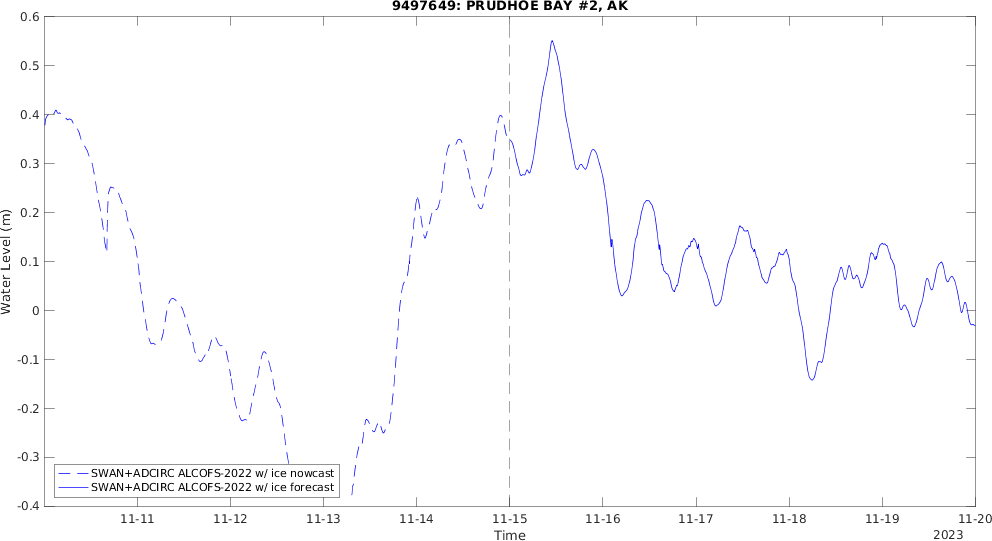 9497649: PRUDHOE BAY #2, AK
0.6
0.5
0.4
0.3
0.2
0.1
0
-0.1
-0.2
-0.3
-0.4
Water Level (m)
SWAN+ADCIRC ALCOFS-2022 w/ ice nowcast
SWAN+ADCIRC ALCOFS-2022 w/ ice forecast
11-11 11-12 11-13 11-14 11-15 11-16 11-17 11-18 11-19 11-20
Time
2023